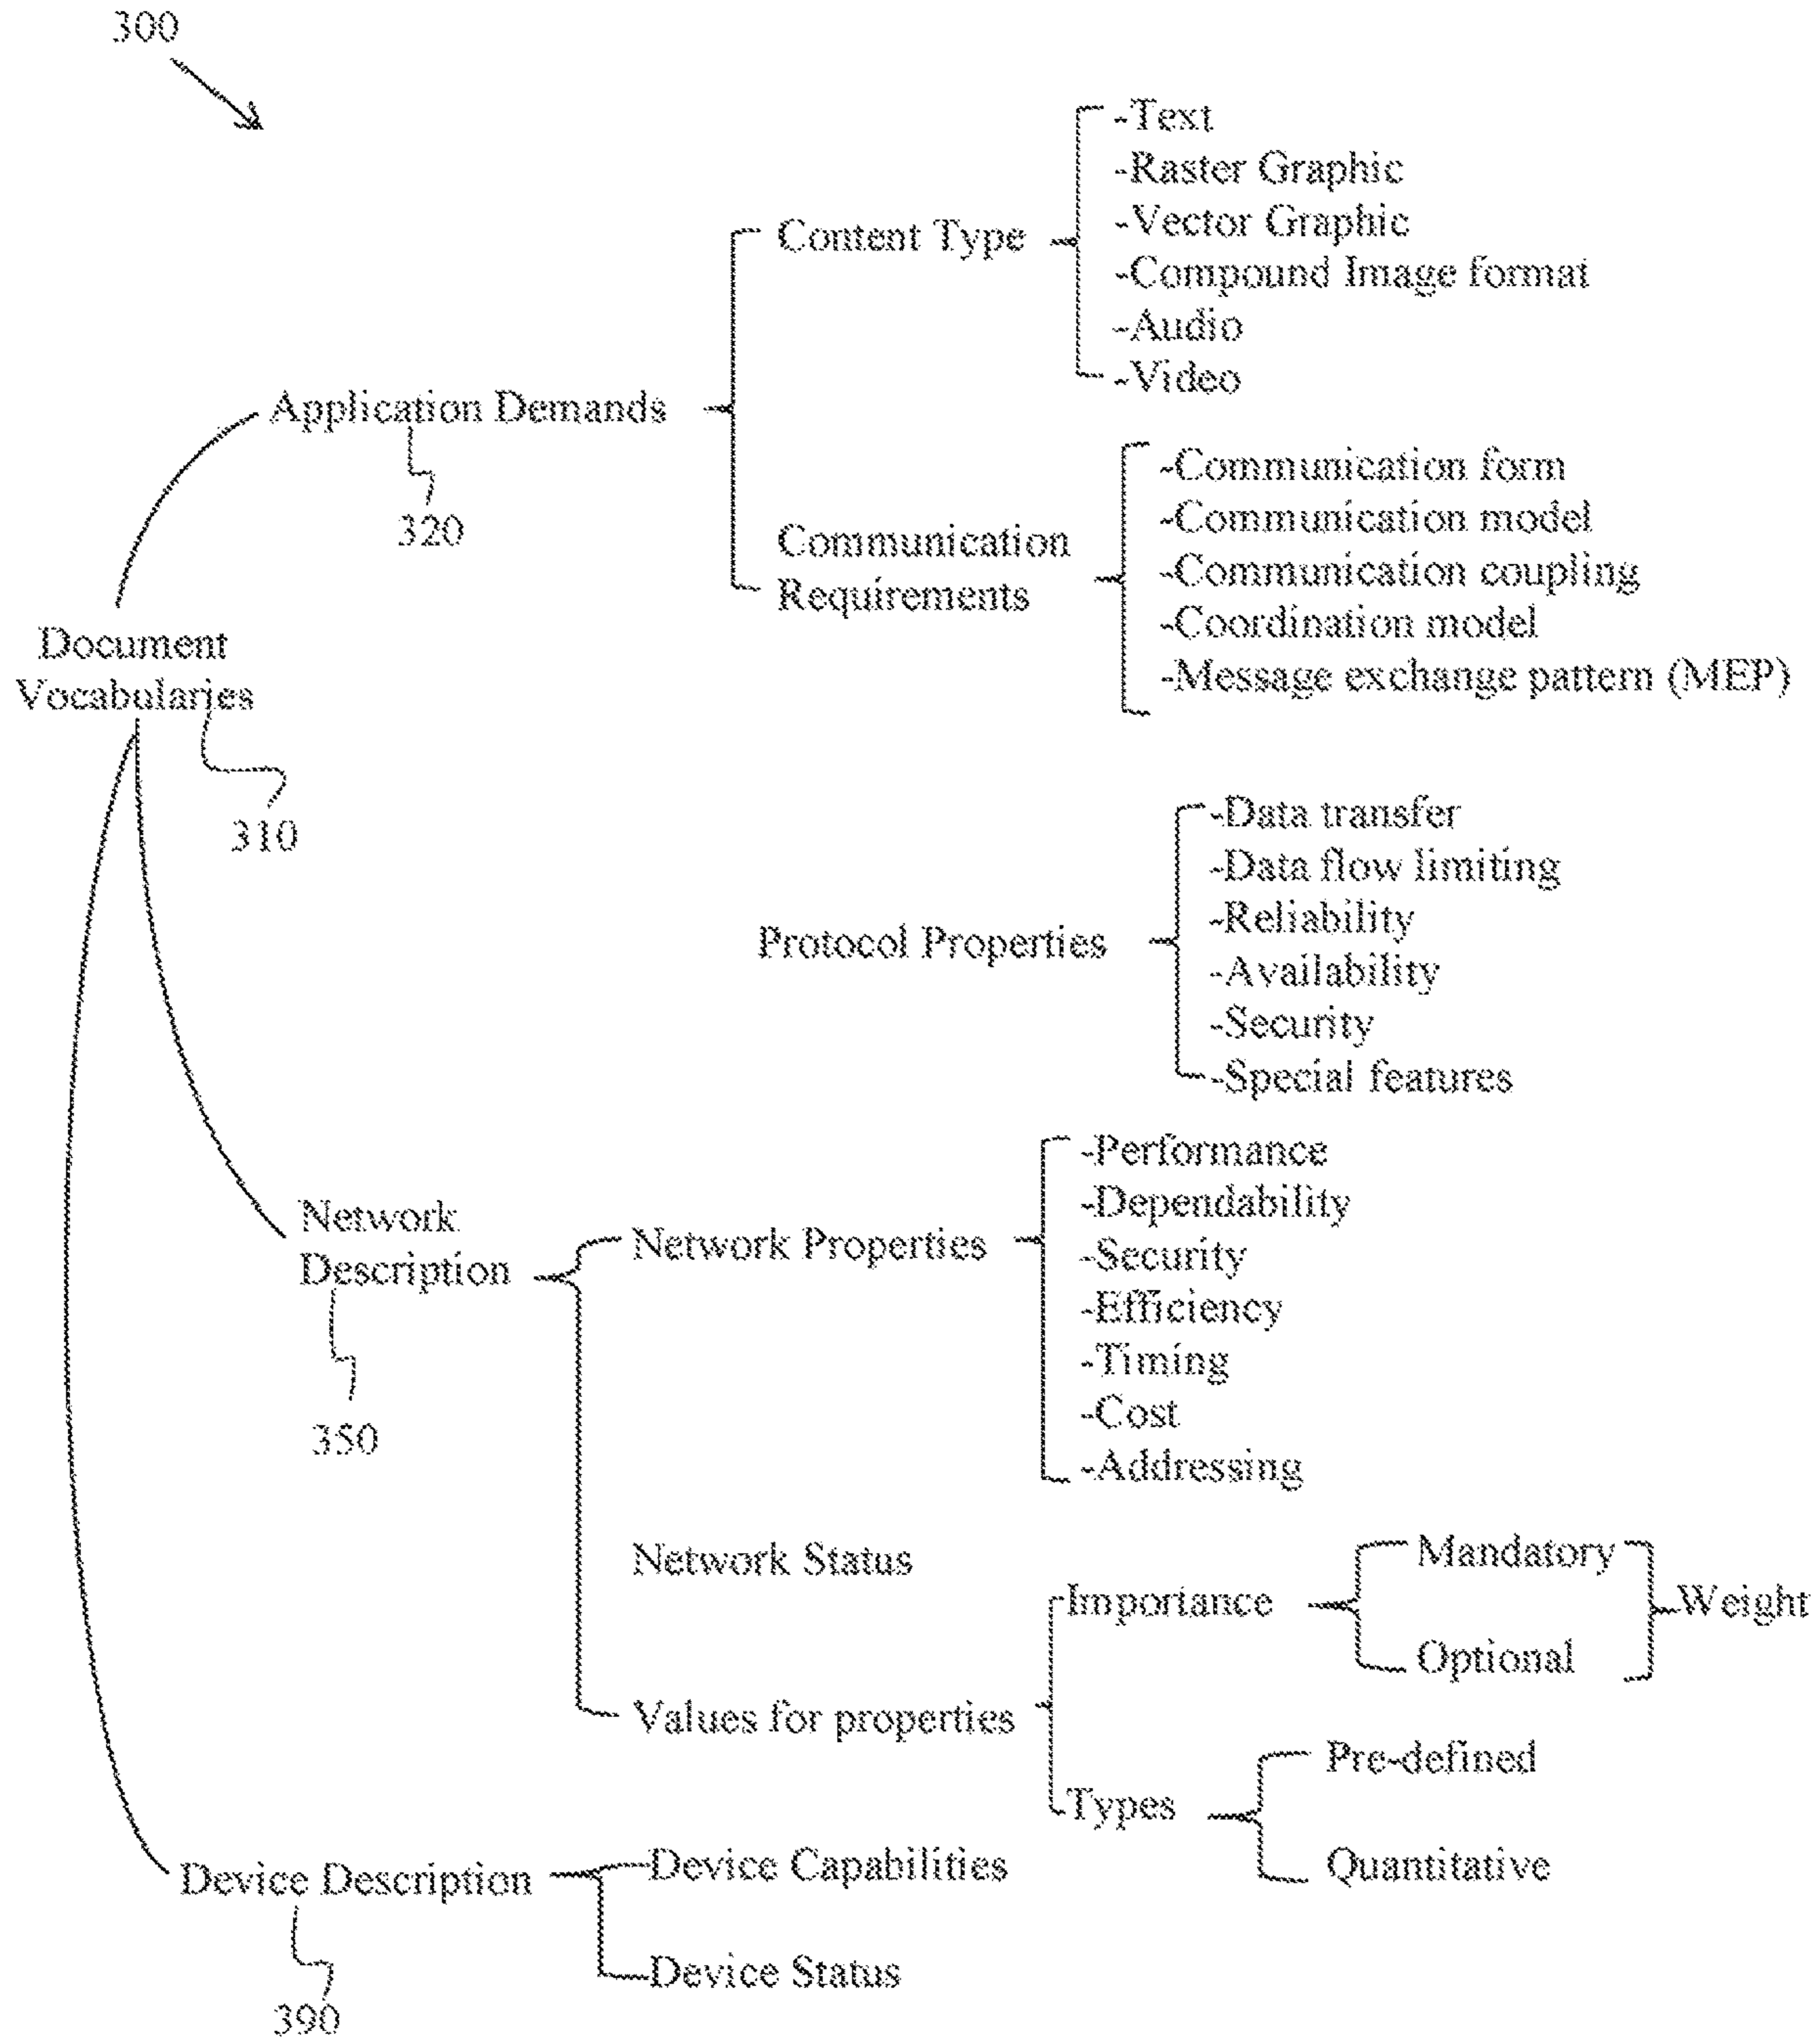 300
-Text
-Raster Graphic
-Vector Graphic
-Compound Image format
-Audio
-Video
Content Type
Application Demands
320
Communication
Requirements
-Communication form
-Communication model
-Communication coupling
-Coordination model
-Message exchange pattern (MEP)
Document
Vocabularies
310
Protocol Properties
-Data transfer
-Data flow limiting
-Reliability
-Availability
-Security
-Special features
Network
Description
350
Network Properties
-Performance
-Dependability
-Security
-Efficiency
-Timing
-Cost
-Addressing
Network Status
Values for properties
Importance
Mandatory
Optional
Weight
Types
Pre-defined
Quantitative
Device Description
390
Device Capabilities
Device Status